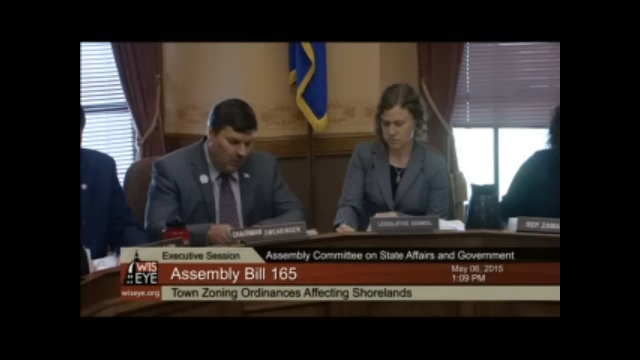 CHAIRMAN SWEARINGEN
LEGISLATIVE COUNSEL
REP. ZAMA
Executive Session
Assembly Committee on State Affairs and Government
WIS
EYE
wiseye.org
Assembly Bill 165
May 06, 2015
1:09 PM
Town Zoning Ordinances Affecting Shorelands